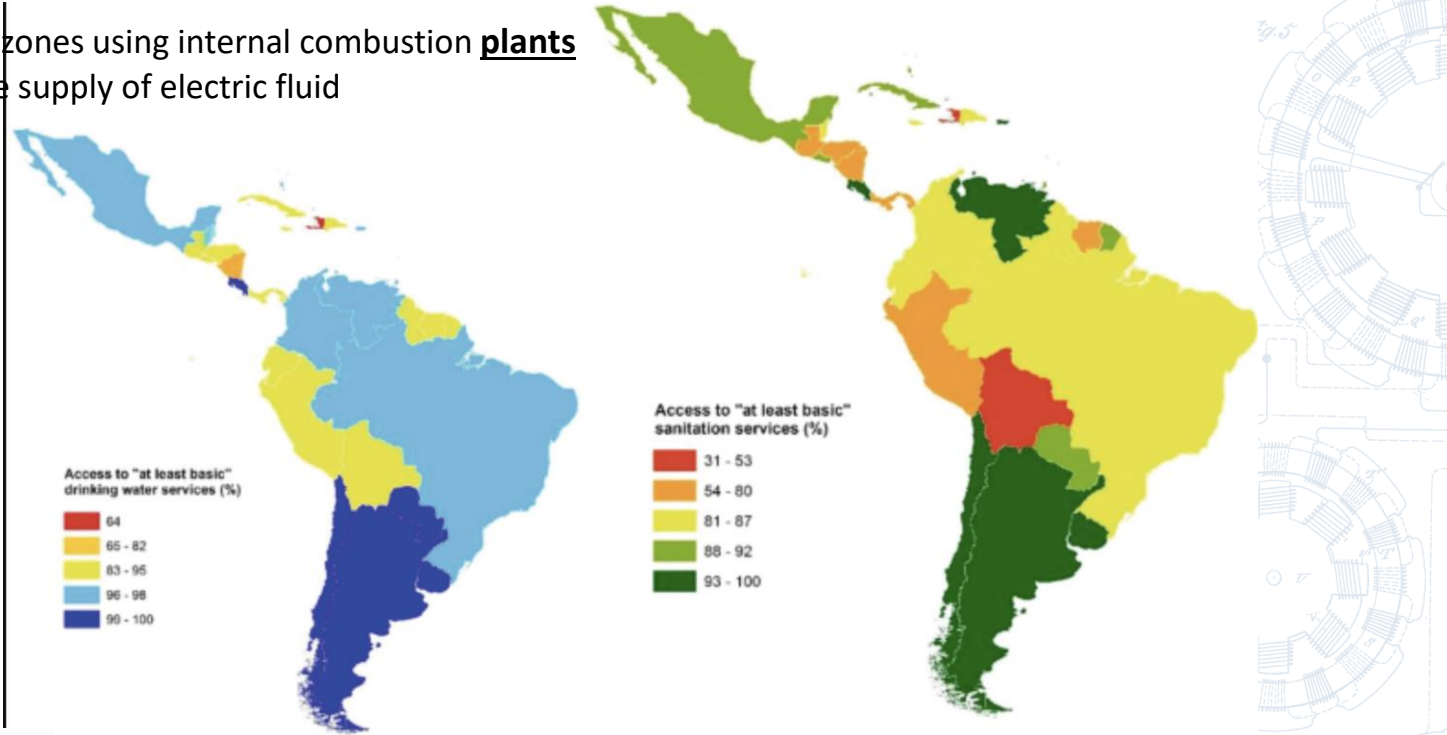 zones using internal combustion plants
supply of electric fluid
Access to "at least basic"
drinking water services (%)
64
65 - 82
83 - 95
96 - 98
99 - 100
Access to "at least basic"
sanitation services (%)
31 - 53
54 - 80
81 - 87
88 - 92
93 - 100